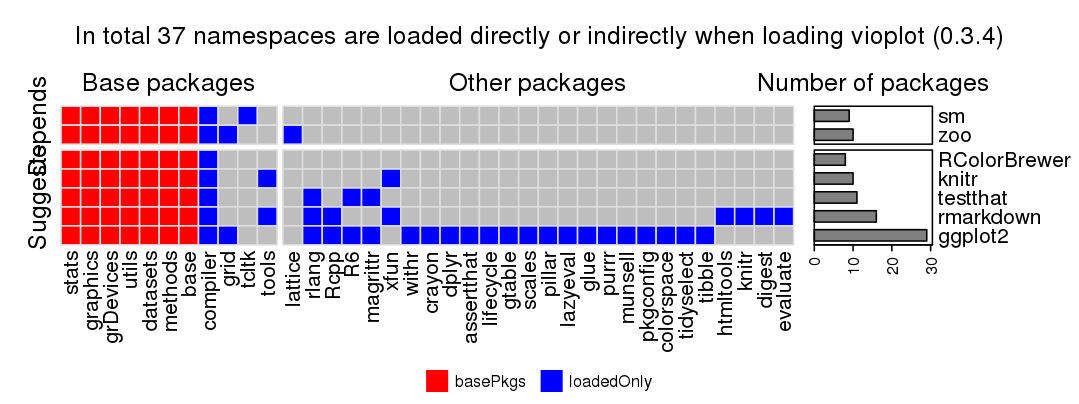 In total 37 namespaces are loaded directly or indirectly when loading vioplot (0.3.4)
Base packages
Other packages
Number of packages
Depends
Suggests
sm
zoo
RColorBrewer
knitr
testthat
rmarkdown
ggplot2
0
10
20
30
stats
graphics
grDevices
utils
datasets
methods
base
compiler
grid
tcltk
tools
lattice
rlang
Rcpp
R6
magrittr
xfun
withr
crayon
dplyr
assertthat
lifecycle
gtable
scales
pillar
lazyeval
glue
purrr
munsell
pkgconfig
colorspace
tidyselect
tibble
htmltools
knitr
digest
evaluate
basePkgs
loadedOnly